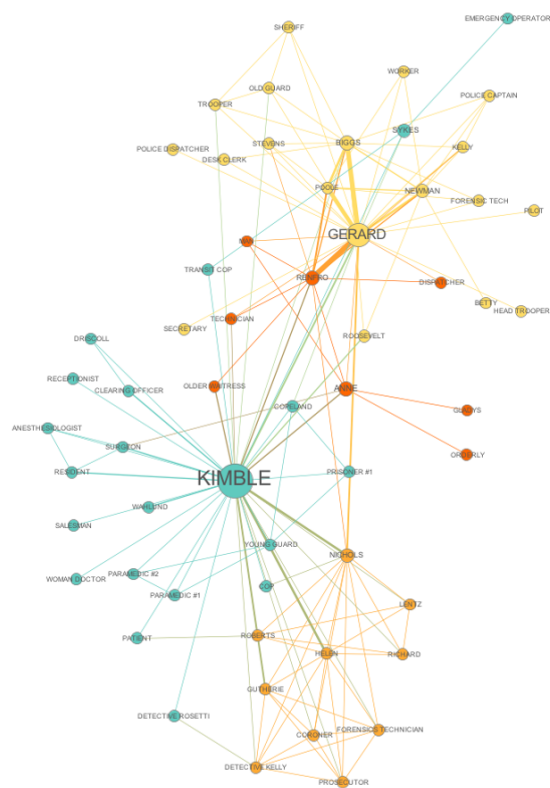 EMERGENCY OPERATOR
SHERIFF
WORKER
OLD GUARD
POLICE CAPTAIN
TROOPER
SYKES
STEVENS
BIGGS
KELLY
POLICE DISPATCHER
DESK CLERK
POOLE
NEWMAN
FORENSIC TECH
PILOT
GERARD
MAN
TRANSIT COP
RENFRO
DISPATCHER
BETTY
HEAD TROOPER
TECHNICIAN
SECRETARY
ROOSEVELT
DRISCOLL
RECEPTIONIST
CLEARING OFFICER
OLDER WAITRESS
ANNE
COPELAND
GLADYS
ANESTHESIOLOGIST
SURGEON
ORDERLY
RESIDENT
KIMBLE
PRISONER #1
WAHLUND
SALESMAN
YOUNG GUARD
NICHOLS
WOMAN DOCTOR
PARAMEDIC #2
COP
PARAMEDIC #1
LENTZ
PATIENT
ROBERTS
HELEN
RICHARD
GUTHERIE
DETECTIVE ROSETTI
CORONER
FORENSICS TECHNICIAN
DETECTIVE KELLY
PROSECUTOR